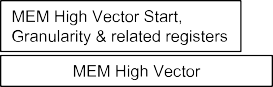 MEM High Vector Start,
Granularity & related registers
MEM High Vector